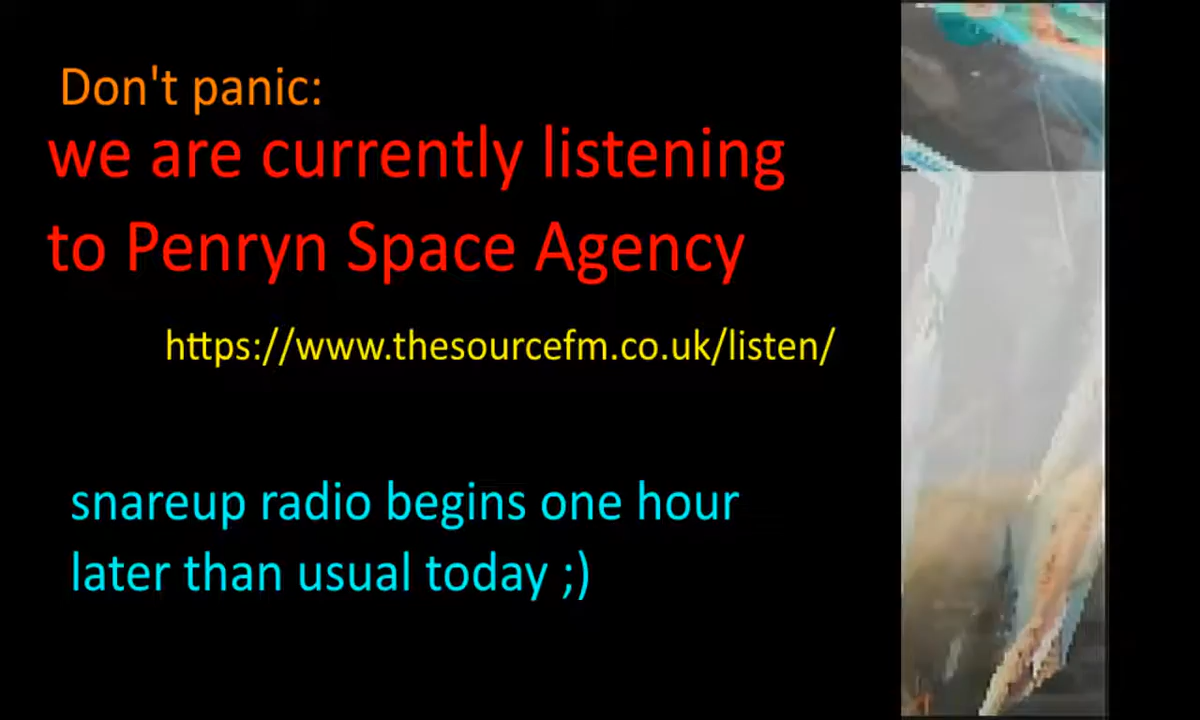 Don't panic:
we are currently listening
to Penryn Space Agency
https://www.thesourcefm.co.uk/listen/
snareup radio begins one hour
later than usual today ;)